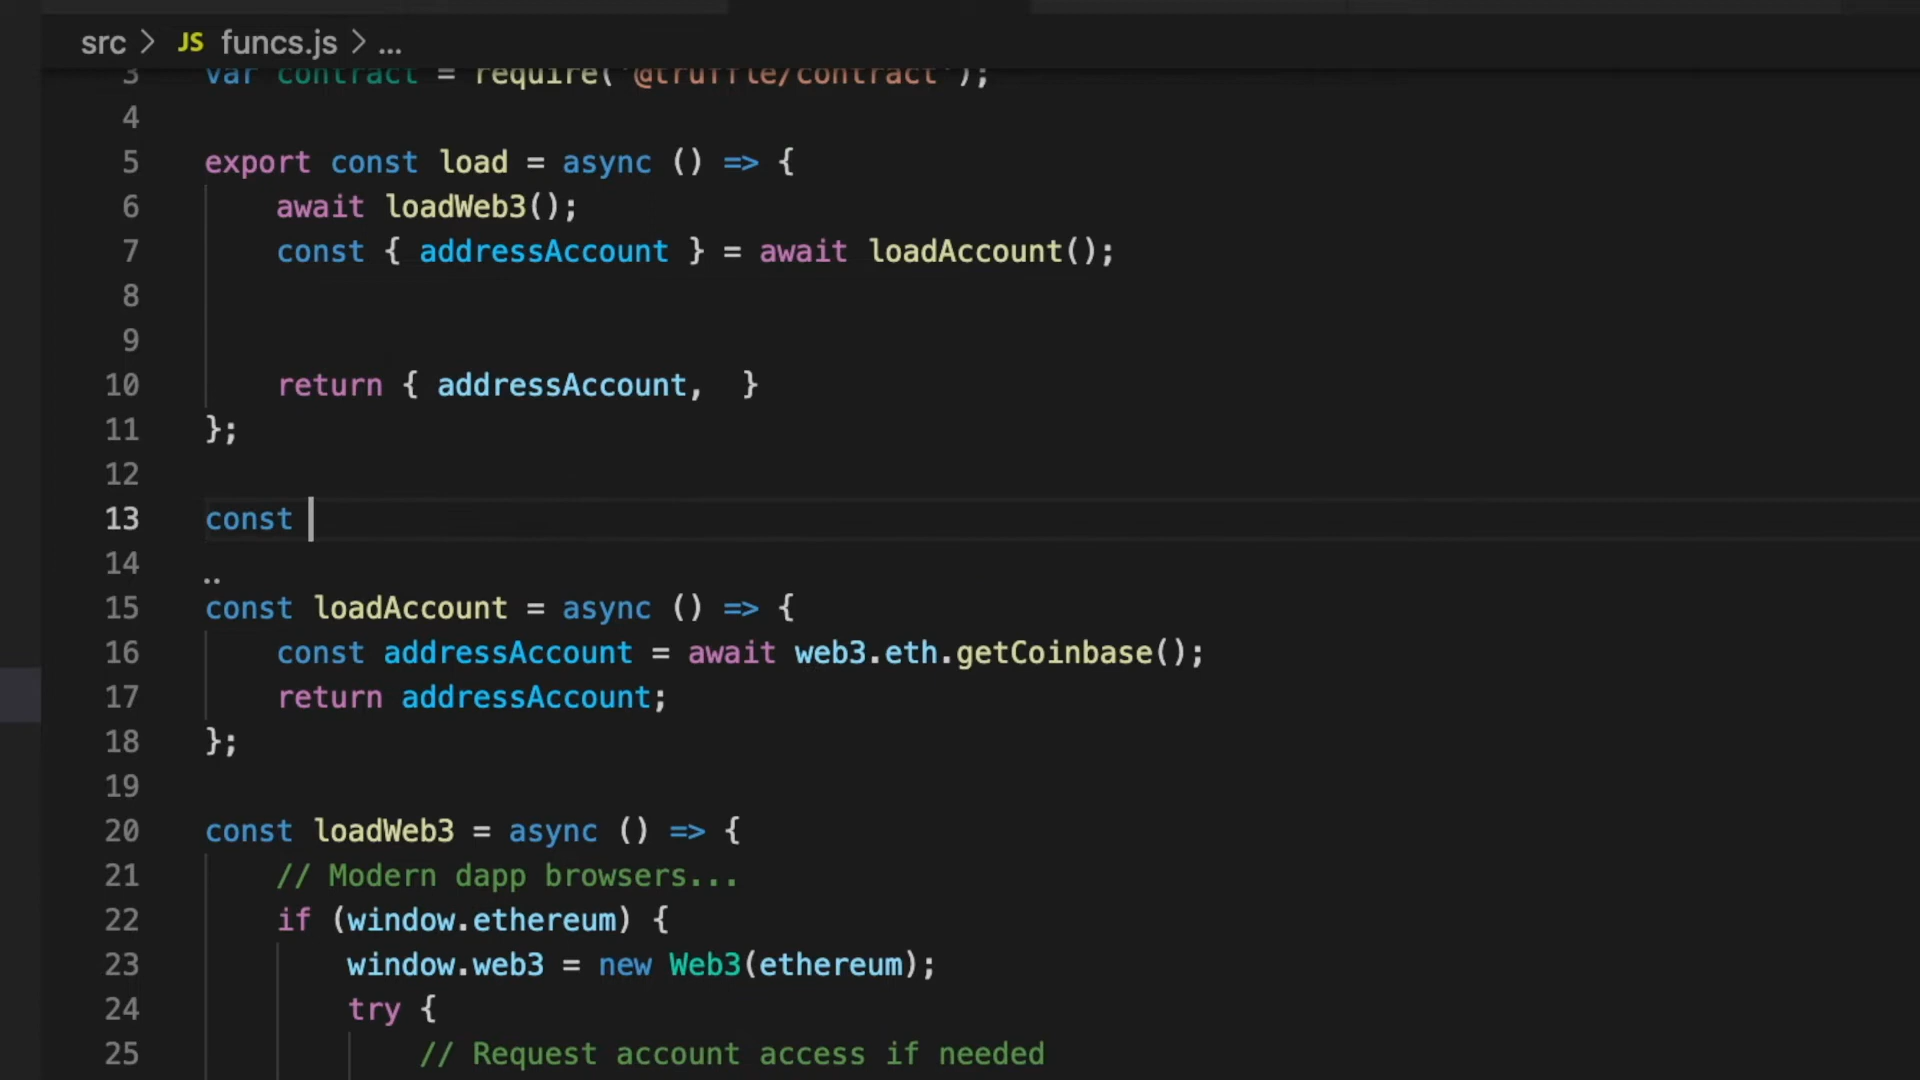 src > JS funcs.js > ...
3 var contract = require('@truffle/contract');
4
5 export const load = async () => {
6 await loadWeb3();
7 const { addressAccount } = await loadAccount();
8
9
10 return { addressAccount,  }
11 };
12
13 const
14
15 const loadAccount = async () => {
16 const addressAccount = await web3.eth.getCoinbase();
17 return addressAccount;
18 };
19
20 const loadWeb3 = async () => {
21 // Modern dapp browsers...
22 if (window.ethereum) {
23 window.web3 = new Web3(ethereum);
24 try {
25 // Request account access if needed